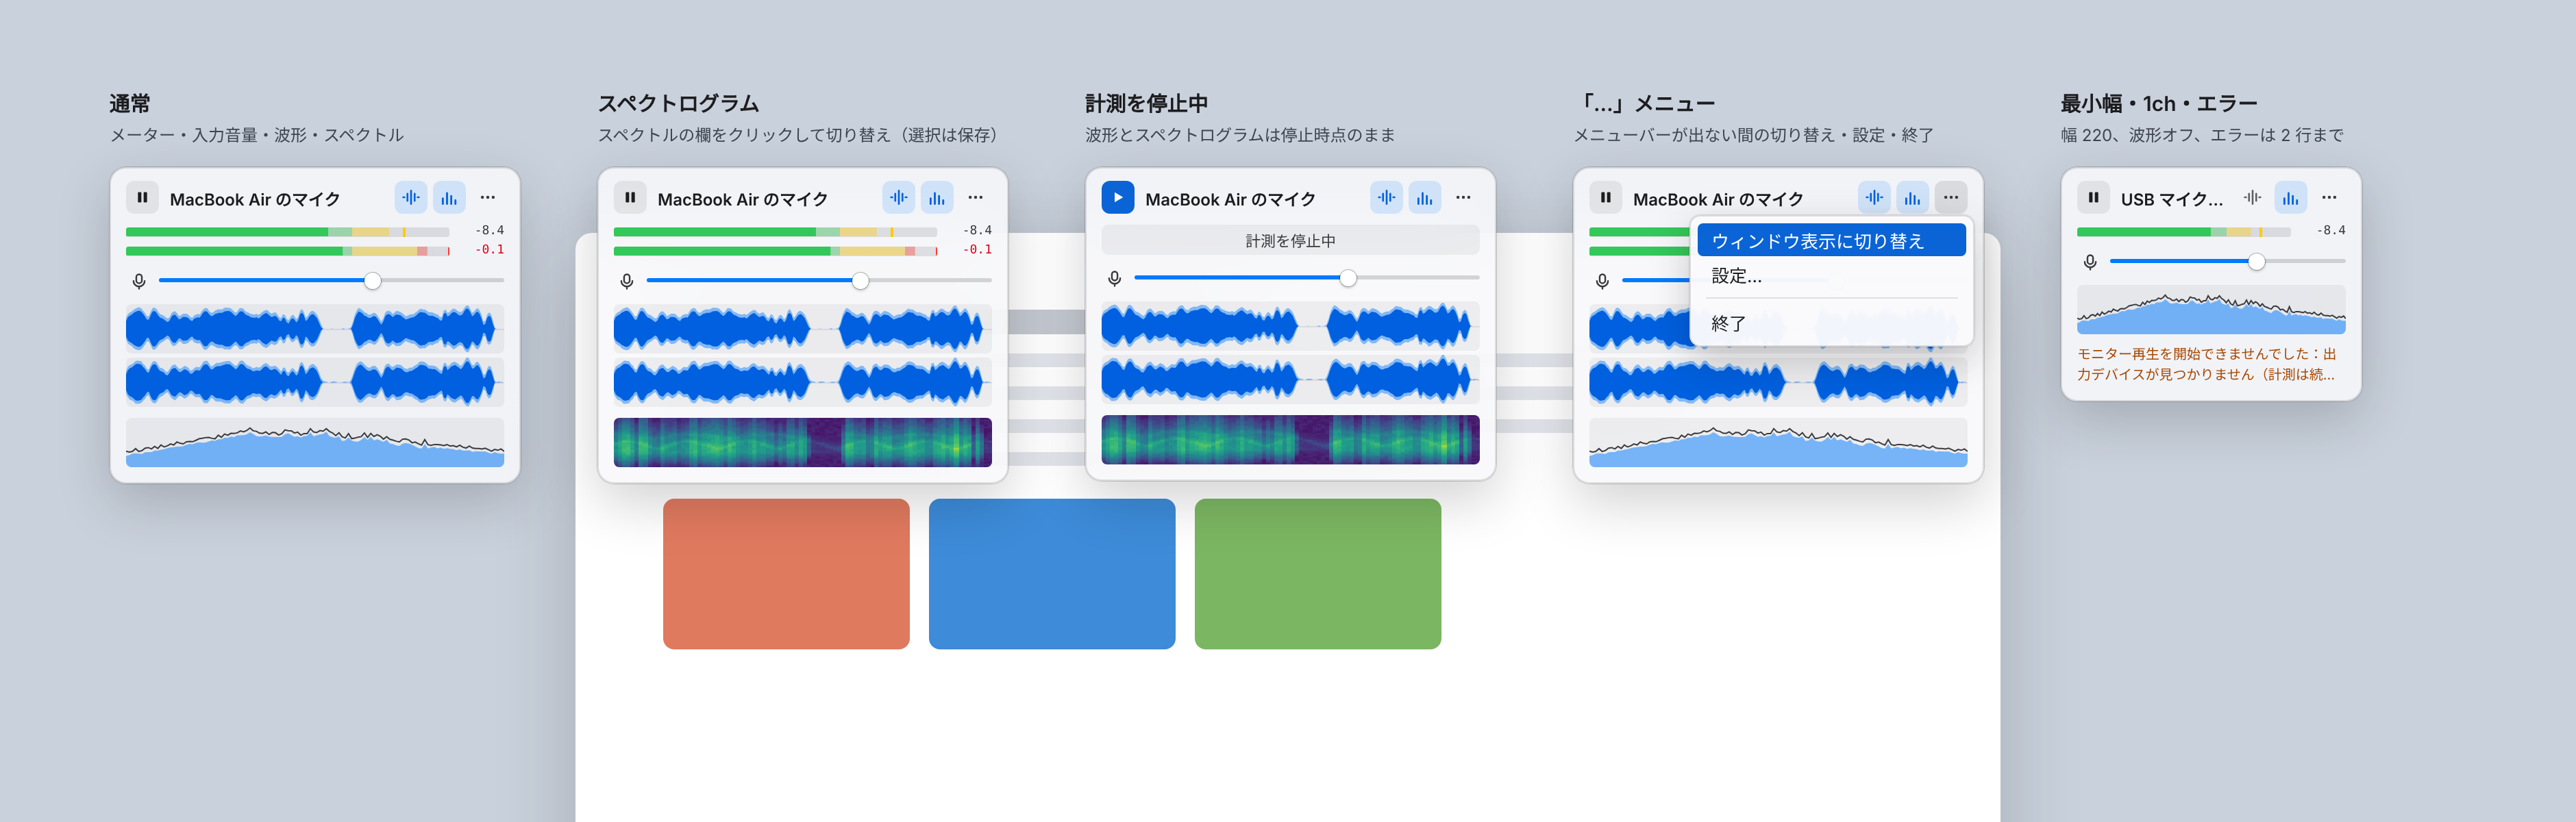 通常
メーター・入力音量・波形・スペクトル
MacBook Air のマイク
-8.4
-0.1
スペクトログラム
スペクトルの欄をクリックして切り替え（選択は保存）
MacBook Air のマイク
-8.4
-0.1
計測を停止中
波形とスペクトログラムは停止時点のまま
MacBook Air のマイク
計測を停止中
「…」メニュー
メニューバーが出ない間の切り替え・設定・終了
MacBook Air のマイク
ウィンドウ表示に切り替え
設定…
終了
最小幅・1ch・エラー
幅 220、波形オフ、エラーは 2 行まで
USB マイク…
-8.4
モニター再生を開始できませんでした：出
力デバイスが見つかりません（計測は続…